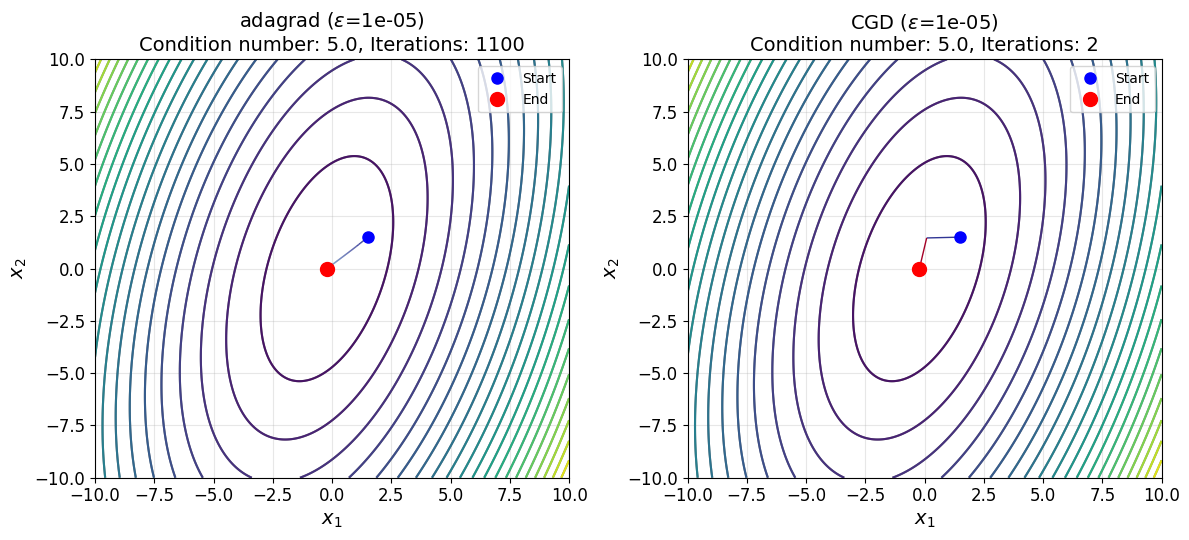 adagrad (ε=1e-05)
Condition number: 5.0, Iterations: 1100
10.0
7.5
5.0
2.5
0.0
−2.5
−5.0
−7.5
−10.0
−10.0 −7.5 −5.0 −2.5 0.0 2.5 5.0 7.5 10.0
x₁
x₂
Start
End
CGD (ε=1e-05)
Condition number: 5.0, Iterations: 2
10.0
7.5
5.0
2.5
0.0
−2.5
−5.0
−7.5
−10.0
−10.0 −7.5 −5.0 −2.5 0.0 2.5 5.0 7.5 10.0
x₁
x₂
Start
End